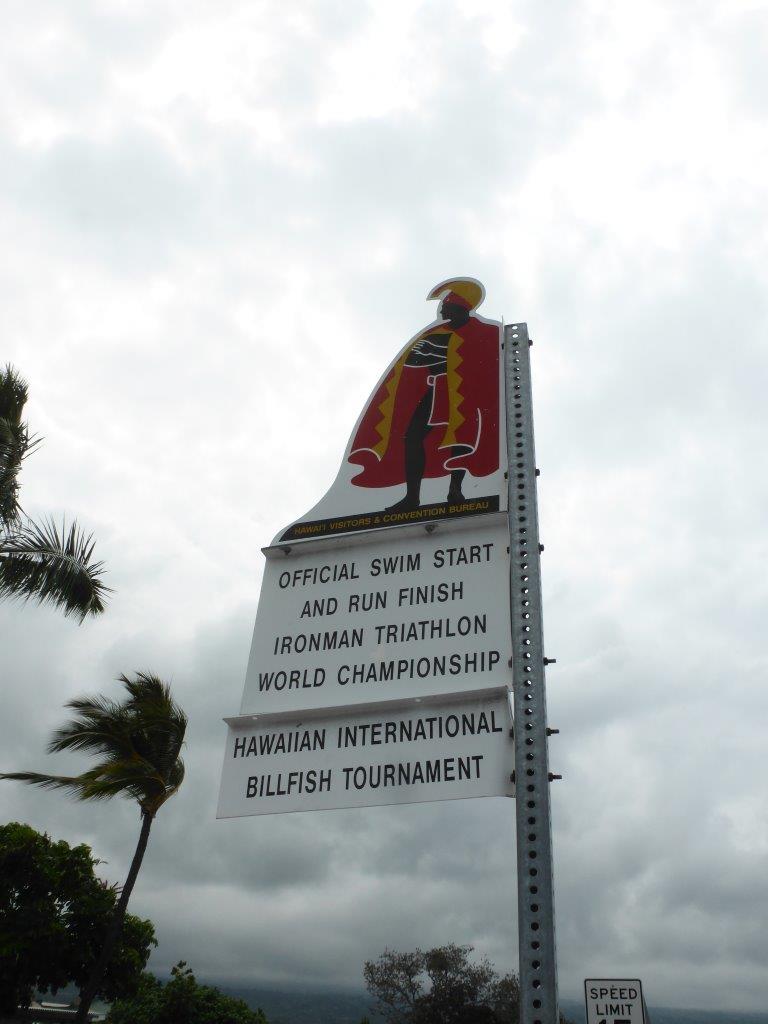 HAWAI'I VISITORS & CONVENTION BUREAU
OFFICIAL SWIM START
AND RUN FINISH
IRONMAN TRIATHLON
WORLD CHAMPIONSHIP
HAWAIIAN INTERNATIONAL
BILLFISH TOURNAMENT
SPEED
LIMIT